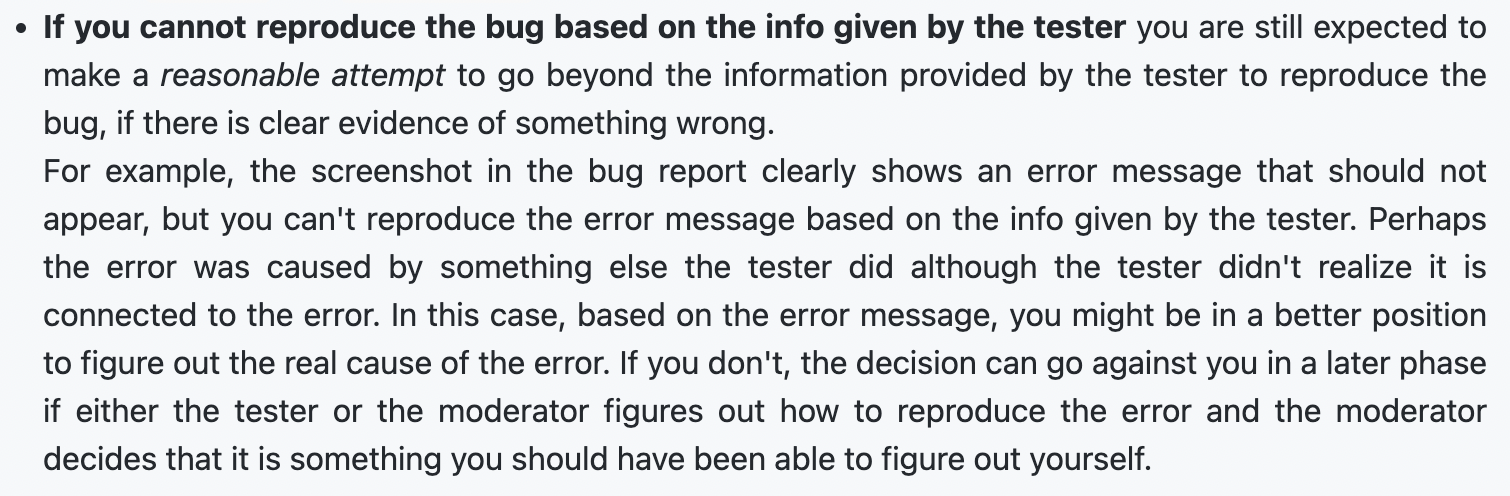 • If you cannot reproduce the bug based on the info given by the tester you are still expected to
make a reasonable attempt to go beyond the information provided by the tester to reproduce the
bug, if there is clear evidence of something wrong.
For example, the screenshot in the bug report clearly shows an error message that should not
appear, but you can't reproduce the error message based on the info given by the tester. Perhaps
the error was caused by something else the tester did although the tester didn't realize it is
connected to the error. In this case, based on the error message, you might be in a better position
to figure out the real cause of the error. If you don't, the decision can go against you in a later phase
if either the tester or the moderator figures out how to reproduce the error and the moderator
decides that it is something you should have been able to figure out yourself.